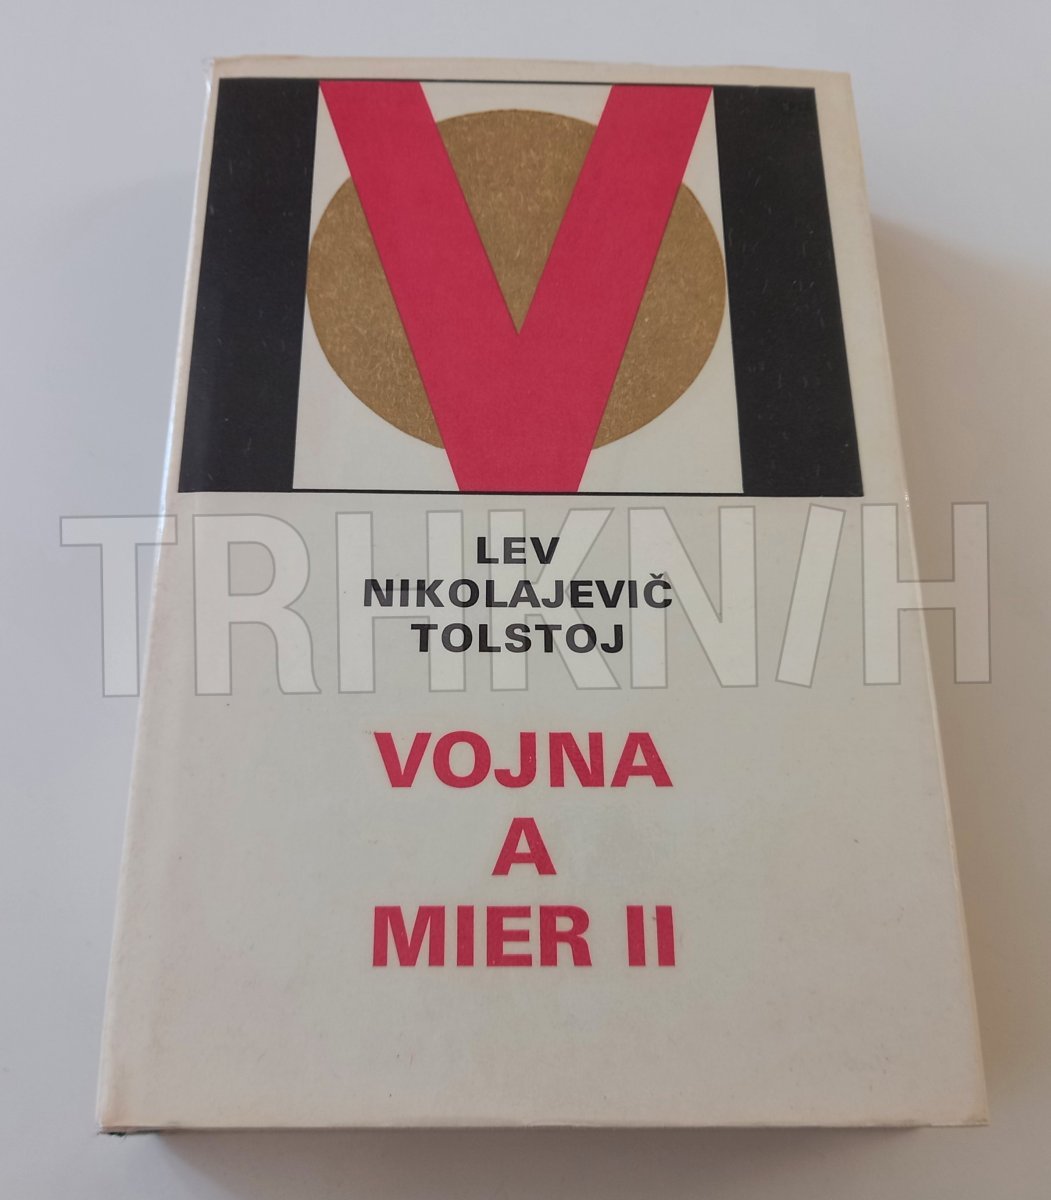 LEV
NIKOLAJEVIČ
TOLSTOJ
TRHKNIH
VOJNA
A
MIER II